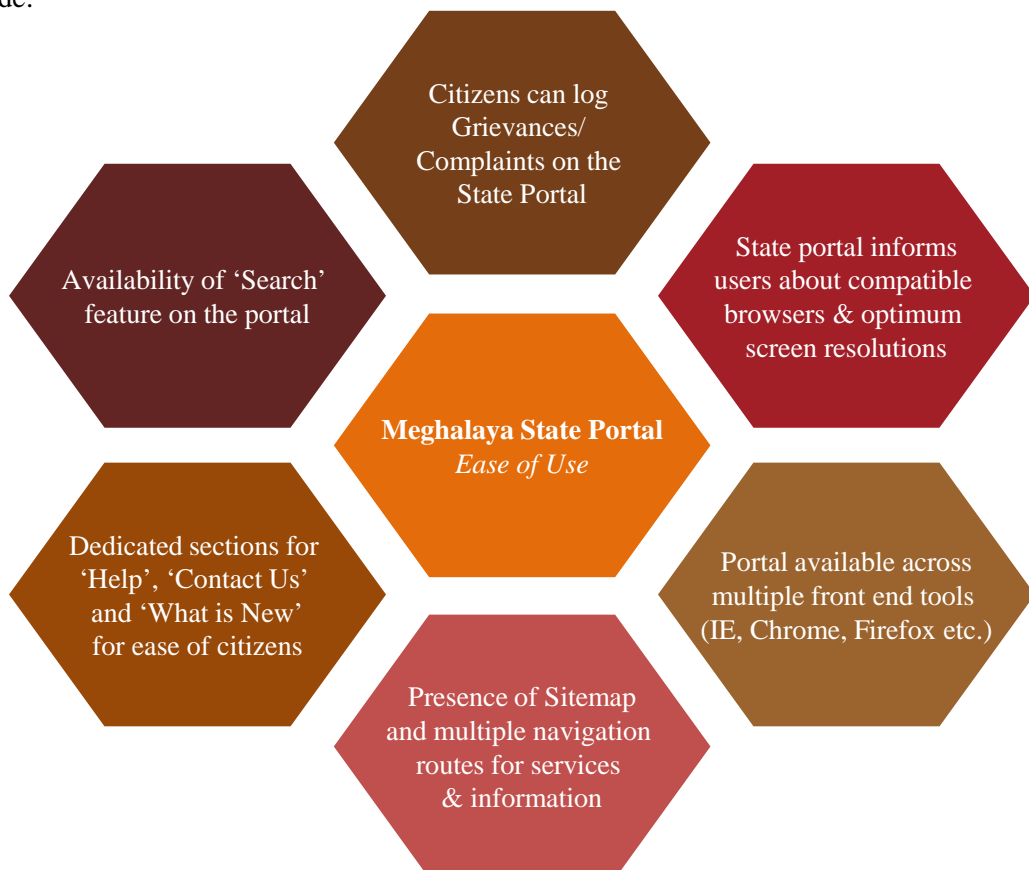 de.
Citizens can log
Grievances/
Complaints on the
State Portal
Availability of ‘Search’
feature on the portal
State portal informs
users about compatible
browsers & optimum
screen resolutions
Meghalaya State Portal
Ease of Use
Dedicated sections for
‘Help’, ‘Contact Us’
and ‘What is New’
for ease of citizens
Portal available across
multiple front end tools
(IE, Chrome, Firefox etc.)
Presence of Sitemap
and multiple navigation
routes for services
& information